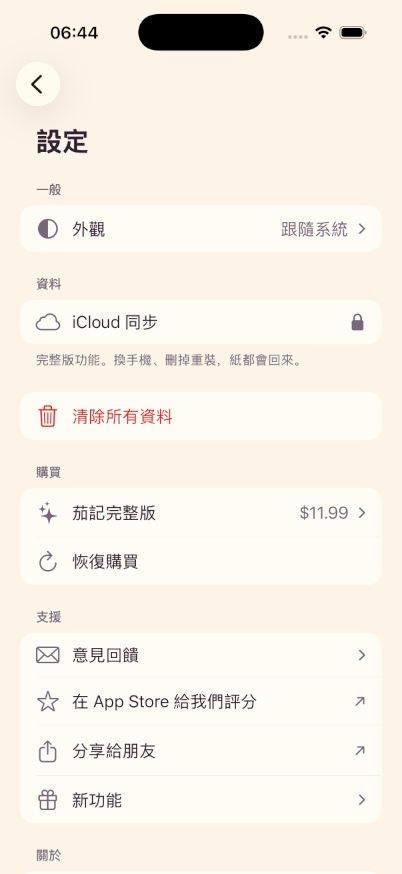 06:44
設定
一般
外觀 跟隨系統
資料
iCloud 同步
完整版功能。換手機、刪掉重裝，紙都會回來。
清除所有資料
購買
茄記完整版 $11.99
恢復購買
支援
意見回饋
在 App Store 給我們評分
分享給朋友
新功能
關於